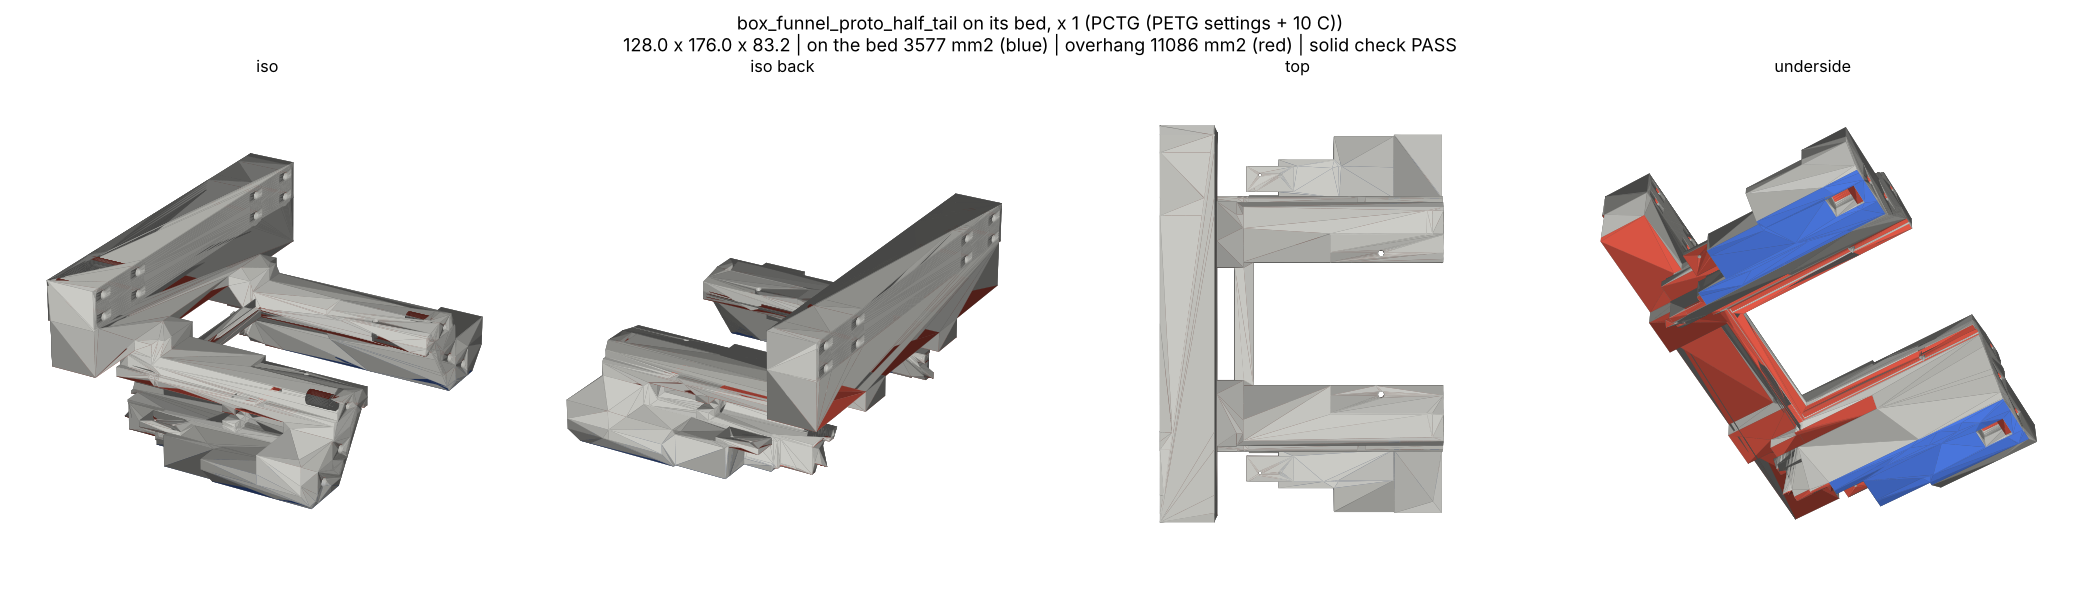 box_funnel_proto_half_tail on its bed, x 1 (PCTG (PETG settings + 10 C))
128.0 x 176.0 x 83.2 | on the bed 3577 mm2 (blue) | overhang 11086 mm2 (red) | solid check PASS
iso
iso back
top
underside